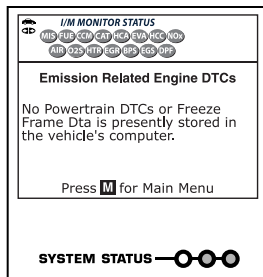 I/M MONITOR STATUS
MIS FUE CCM CAT HCA EVA HCC NOx
AIR O2S HTR EGR BPS EGS DPF
Emission Related Engine DTCs
No Powertrain DTCs or Freeze
Frame Dta is presently stored in
the vehicle's computer.
Press M for Main Menu
SYSTEM STATUS